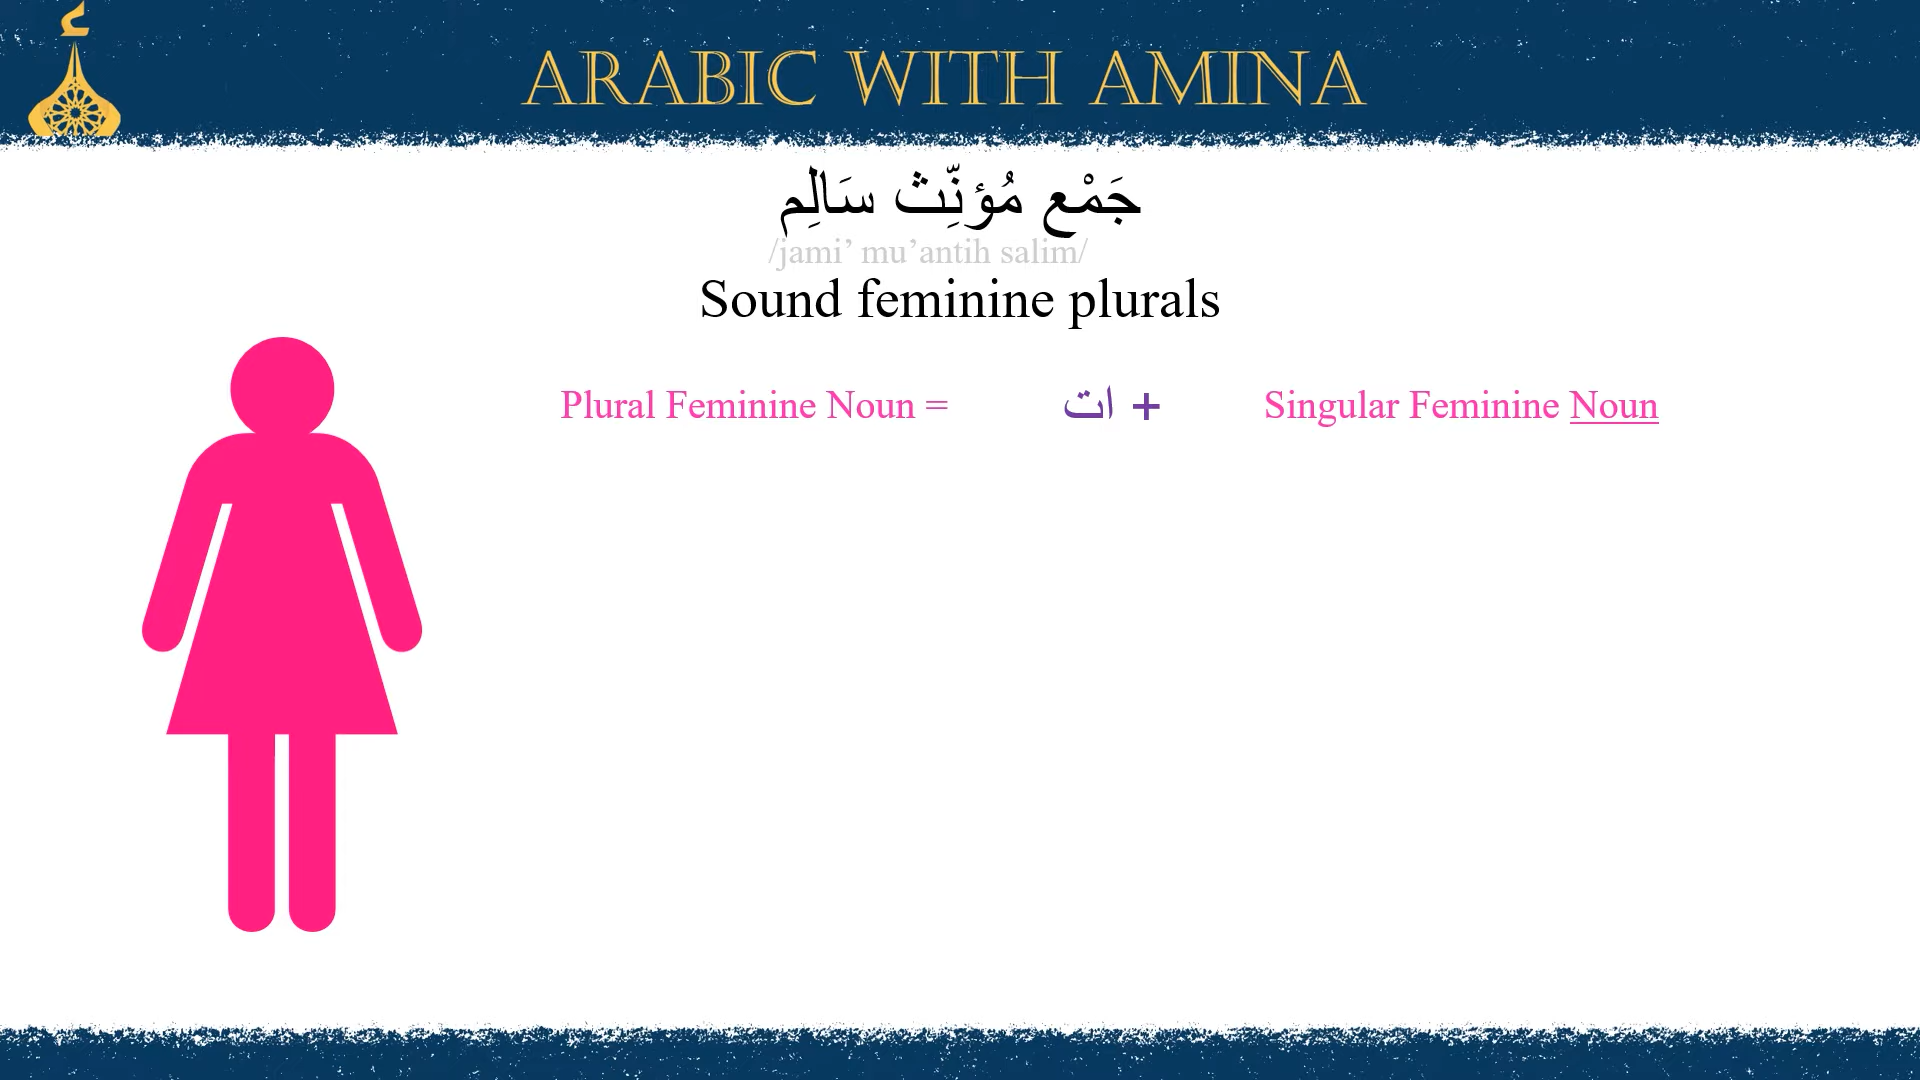 ARABIC WITH AMINA
جَمْع مُؤنِّث سَالِم
/jami’ mu’antih salim/
Sound feminine plurals
Plural Feminine Noun = ات + Singular Feminine Noun